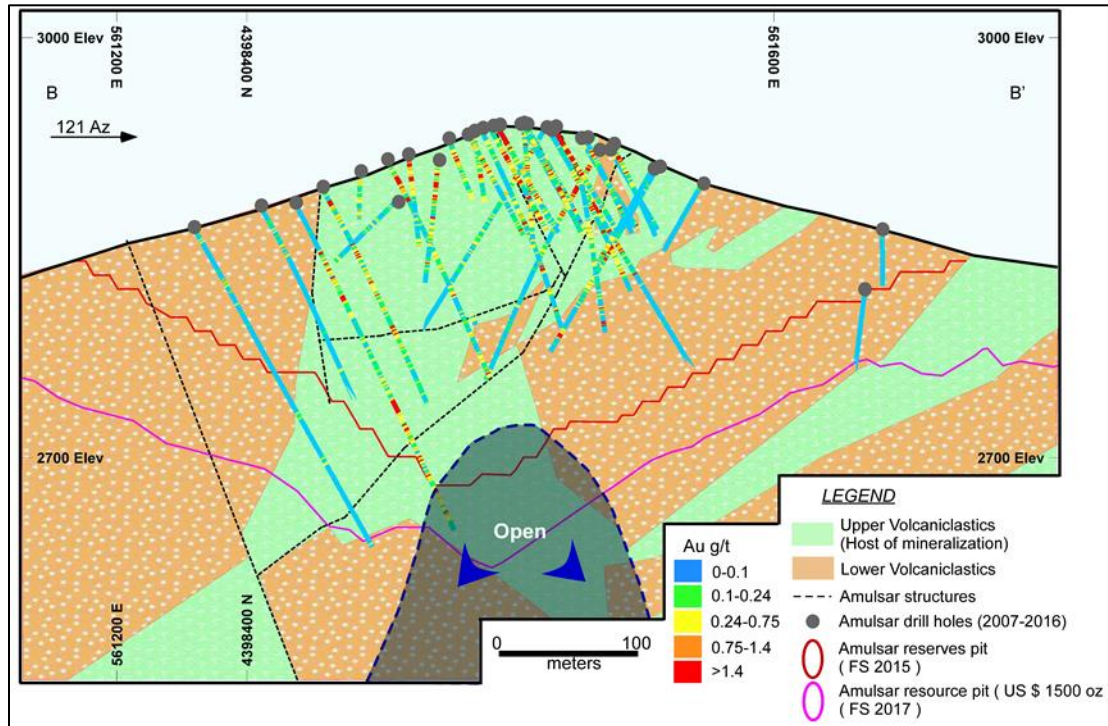 3000 Elev
561200 E
4398400 N
561600 E
3000 Elev
B
B'
121 Az
2700 Elev
2700 Elev
Open
561200 E
4398400 N
0
100
meters
Au g/t
0-0.1
0.1-0.24
0.24-0.75
0.75-1.4
>1.4
LEGEND
Upper Volcaniclastics
(Host of mineralization)
Lower Volcaniclastics
Amulsar structures
Amulsar drill holes (2007-2016)
Amulsar reserves pit
( FS 2015 )
Amulsar resource pit ( US $ 1500 oz
( FS 2017 )